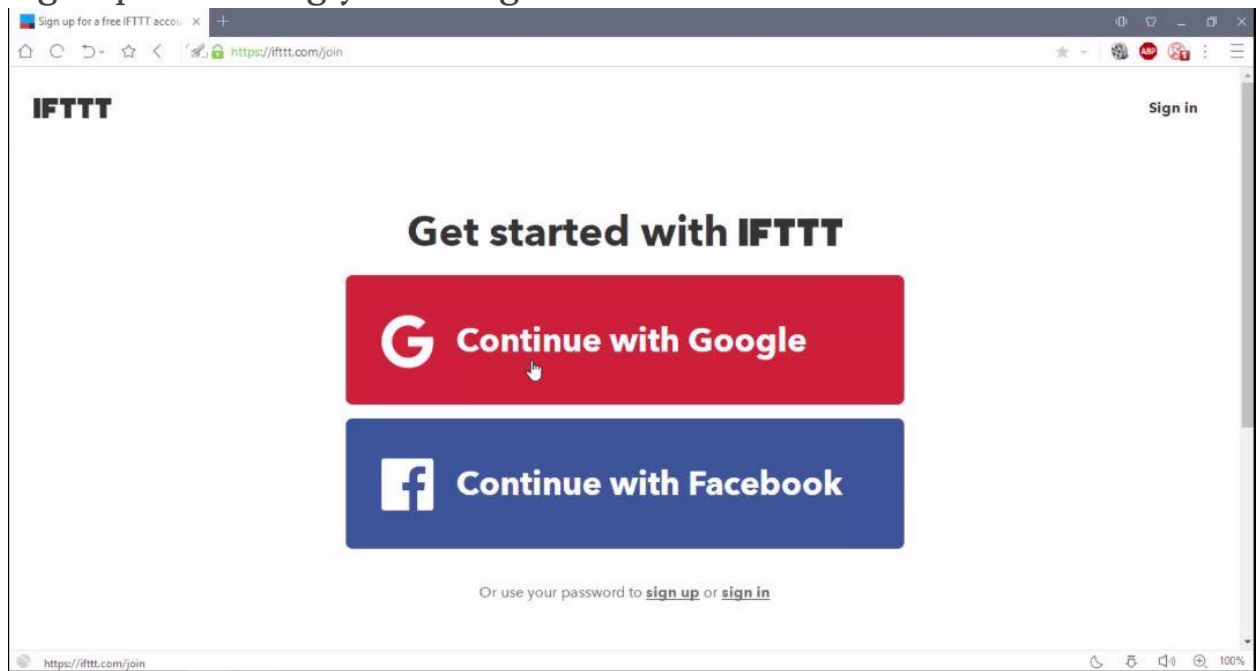 Sign up for a free IFTTT accou
https://ifttt.com/join
ABP
1
IFTTT
Sign in
Get started with IFTTT
G Continue with Google
f Continue with Facebook
Or use your password to sign up or sign in
https://ifttt.com/join
100%